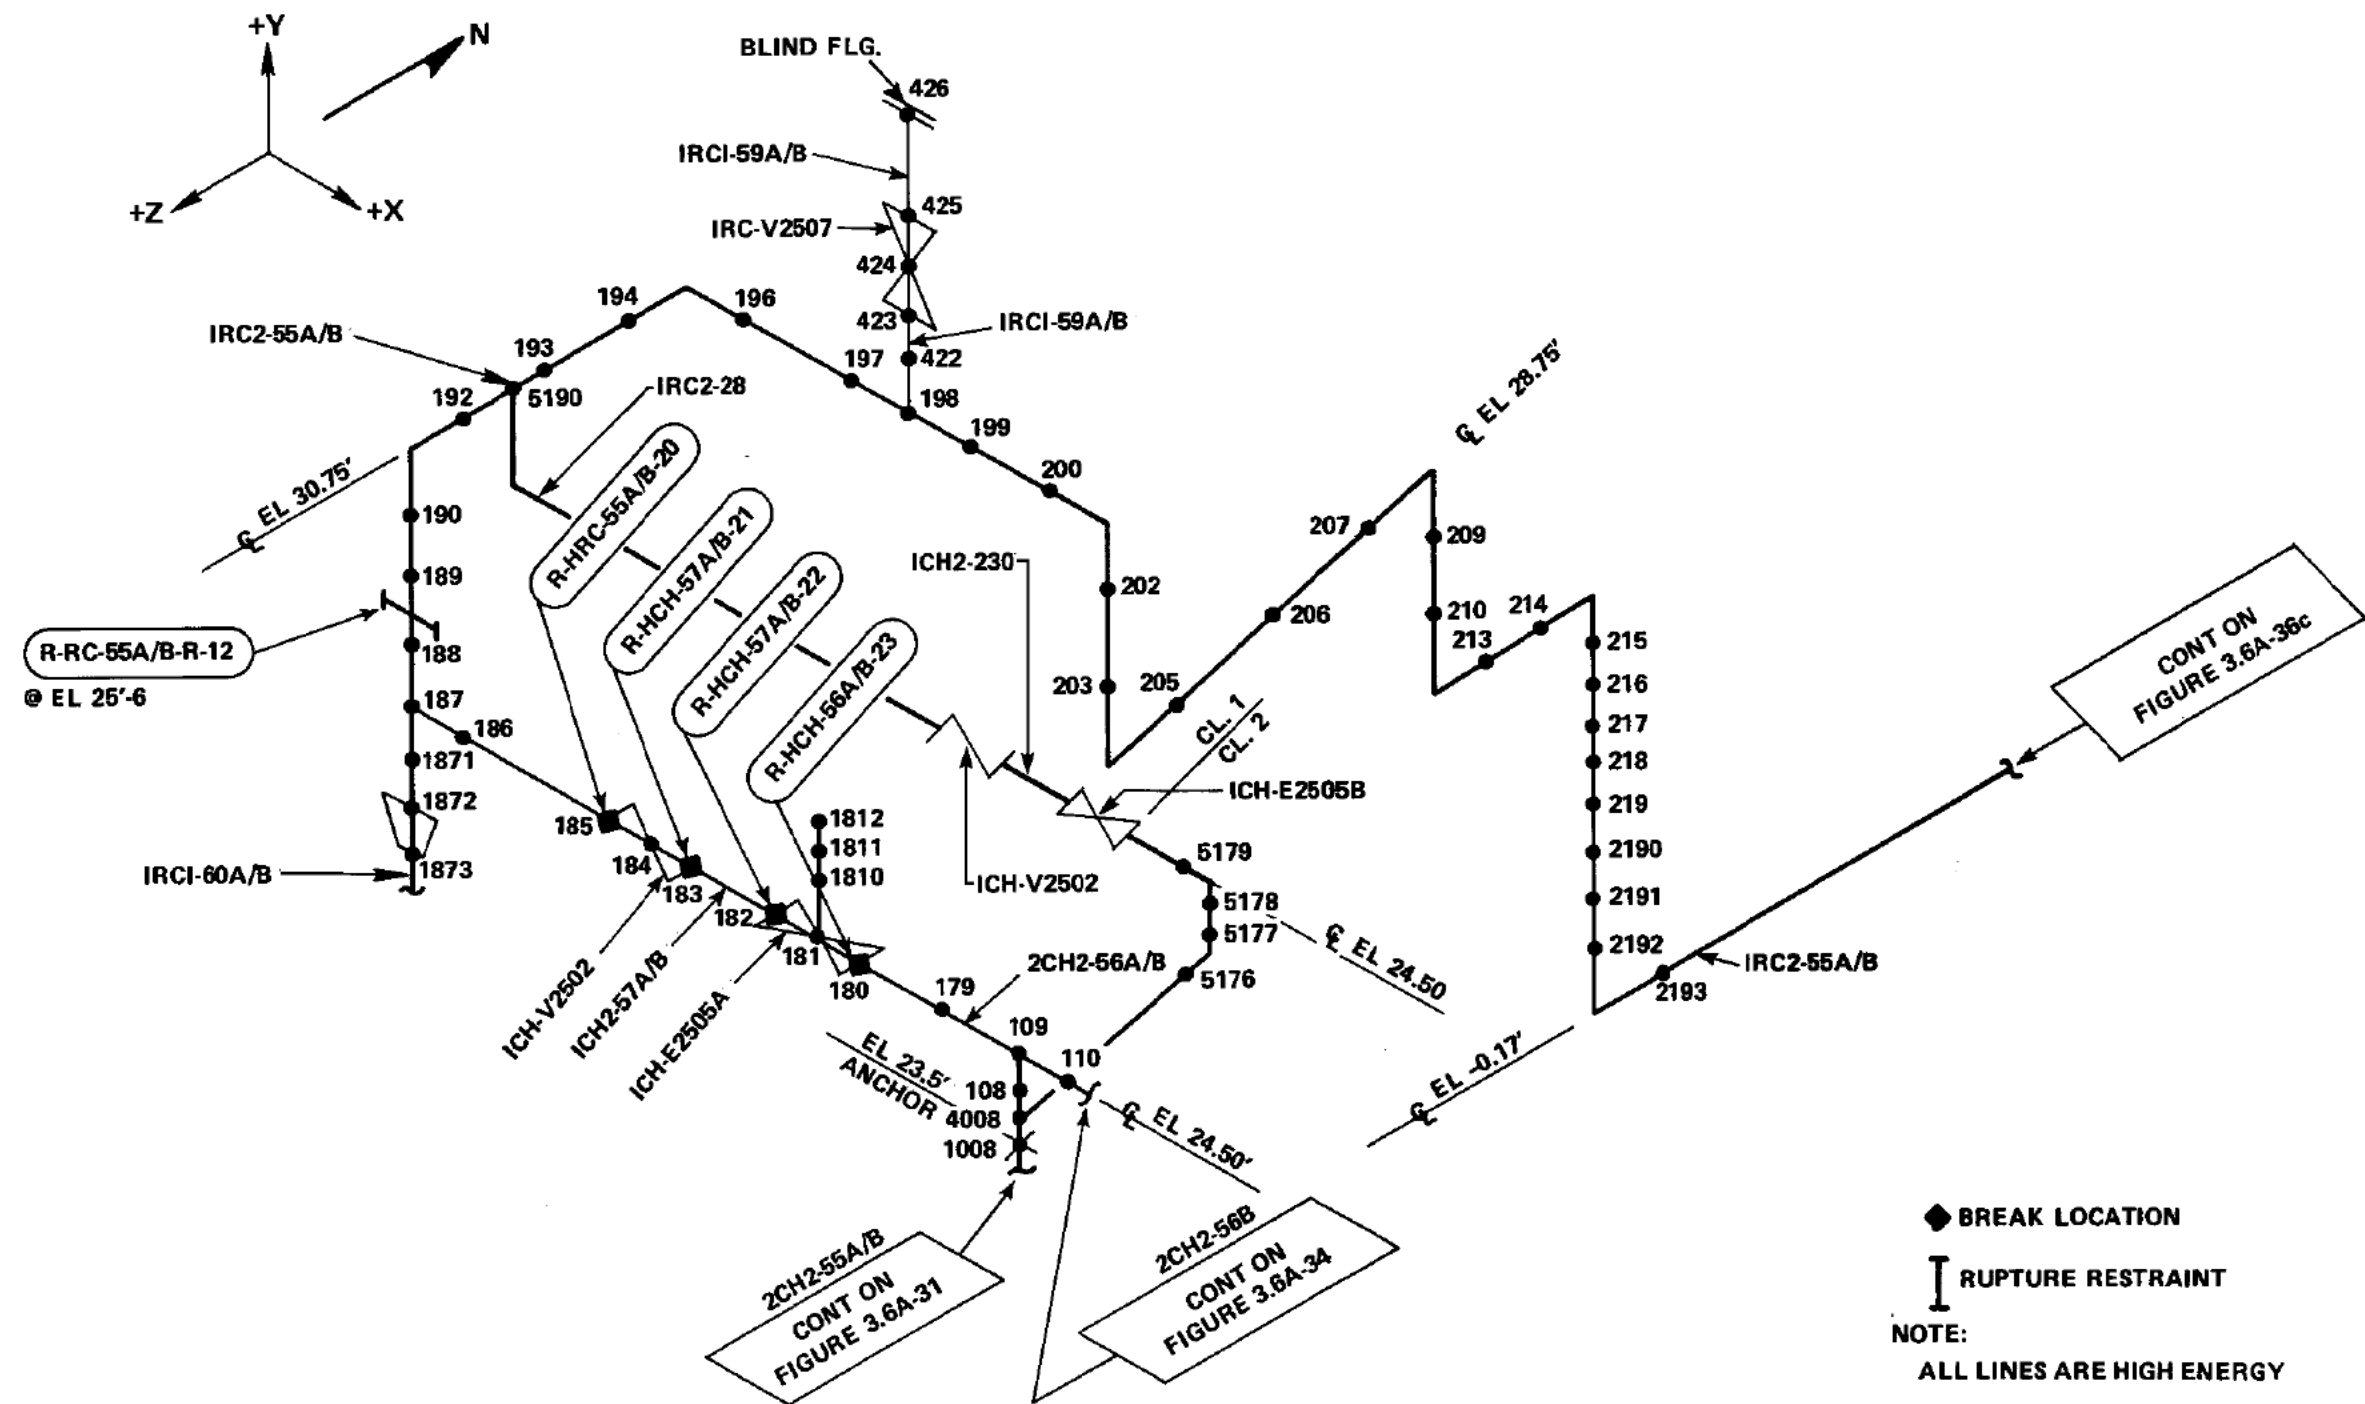 +Y
N
+Z
+X
BLIND FLG.
426
IRCI-59A/B
425
IRC-V2507
424
423
IRCI-59A/B
422
194
196
IRC2-55A/B
193
197
198
192
5190
IRC2-28
199
200
℄ EL 28.75'
℄ EL 30.75'
190
189
R-RC-55A/B-R-12
@ EL 25'-6
188
187
186
1871
1872
1873
IRCI-60A/B
R-HRC-55A/B-20
R-HCH-57A/B-21
R-HCH-57A/B-22
R-HCH-56A/B-23
ICH2-230
202
203
205
206
207
209
210
213
214
215
216
217
218
219
2190
2191
2192
2193
IRC2-55A/B
CONT ON
FIGURE 3.6A-36c
CL. 1
CL. 2
ICH-E2505B
ICH-V2502
5179
5178
5177
5176
℄ EL 24.50
185
184
183
182
181
180
1812
1811
1810
ICH-V2502
ICH2-57A/B
ICH-E2505A
179
2CH2-56A/B
109
110
108
4008
1008
EL 23.5'
ANCHOR
℄ EL 24.50'
℄ EL -0.17'
2CH2-55A/B
CONT ON
FIGURE 3.6A-31
2CH2-56B
CONT ON
FIGURE 3.6A-34
BREAK LOCATION
RUPTURE RESTRAINT
NOTE:
ALL LINES ARE HIGH ENERGY